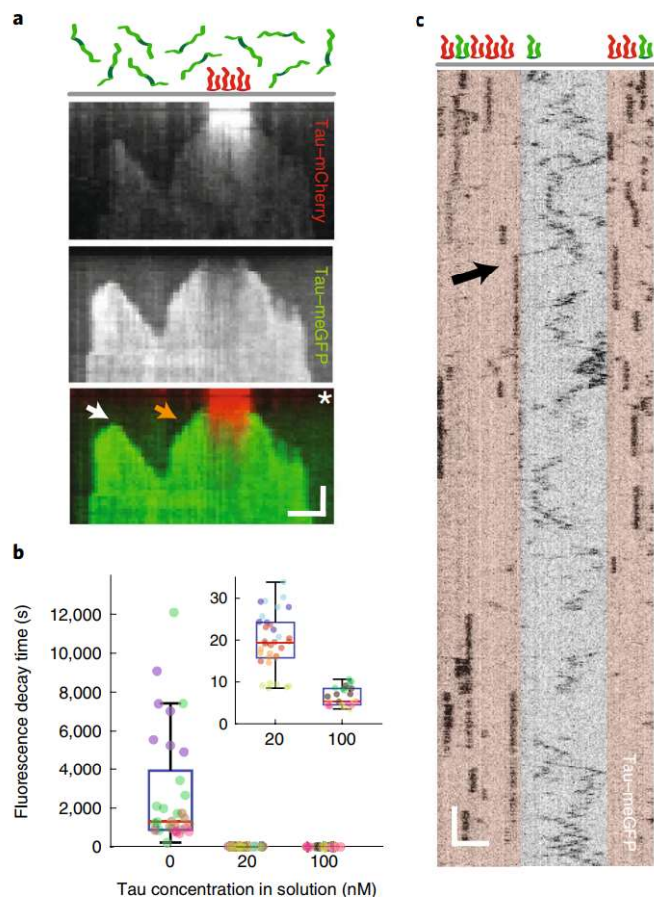 a
Tau–mCherry
Tau–meGFP
*
b
Fluorescence decay time (s)
12,000
10,000
8,000
6,000
4,000
2,000
0
30
20
10
0
20
100
0
20
100
Tau concentration in solution (nM)
c
Tau–meGFP